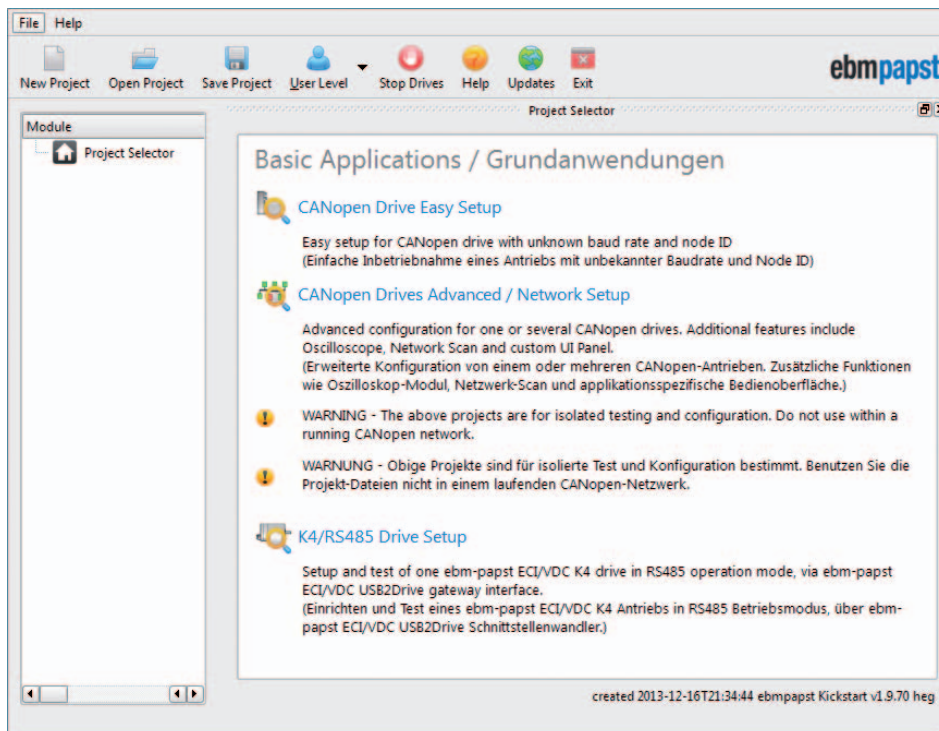 File Help
New Project Open Project Save Project User Level Stop Drives Help Updates Exit
ebmpapst
Project Selector
Module
Project Selector
Basic Applications / Grundanwendungen
CANopen Drive Easy Setup
Easy setup for CANopen drive with unknown baud rate and node ID
(Einfache Inbetriebnahme eines Antriebs mit unbekannter Baudrate und Node ID)
CANopen Drives Advanced / Network Setup
Advanced configuration for one or several CANopen drives. Additional features include
Oscilloscope, Network Scan and custom UI Panel.
(Erweiterte Konfiguration von einem oder mehreren CANopen-Antrieben. Zusätzliche Funktionen
wie Oszilloskop-Modul, Netzwerk-Scan und applikationsspezifische Bedienoberfläche.)
WARNING - The above projects are for isolated testing and configuration. Do not use within a
running CANopen network.
WARNUNG - Obige Projekte sind für isolierte Test und Konfiguration bestimmt. Benutzen Sie die
Projekt-Dateien nicht in einem laufenden CANopen-Netzwerk.
K4/RS485 Drive Setup
Setup and test of one ebm-papst ECI/VDC K4 drive in RS485 operation mode, via ebm-papst
ECI/VDC USB2Drive gateway interface.
(Einrichten und Test eines ebm-papst ECI/VDC K4 Antriebs in RS485 Betriebsmodus, über ebm-
papst ECI/VDC USB2Drive Schnittstellenwandler.)
created 2013-12-16T21:34:44 ebmpapst Kickstart v1.9.70 heg